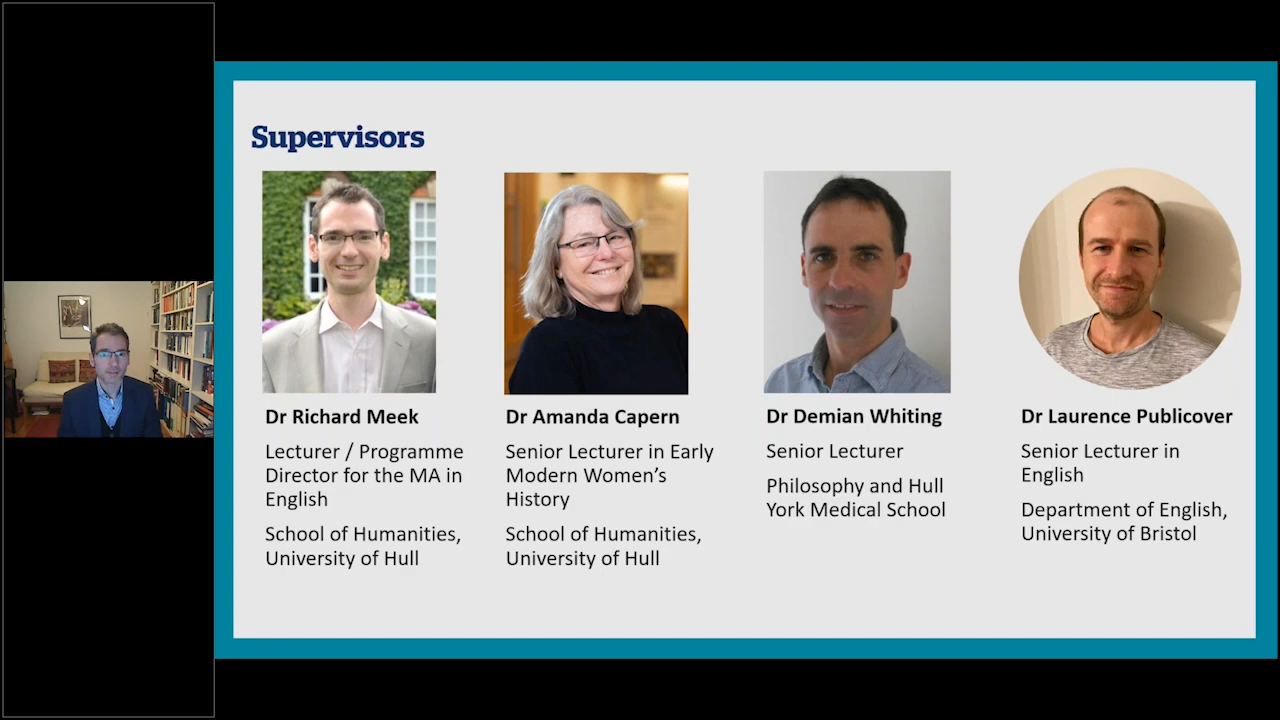 Supervisors
Dr Richard Meek
Lecturer / Programme
Director for the MA in
English
School of Humanities,
University of Hull
Dr Amanda Capern
Senior Lecturer in Early
Modern Women’s
History
School of Humanities,
University of Hull
Dr Demian Whiting
Senior Lecturer
Philosophy and Hull
York Medical School
Dr Laurence Publicover
Senior Lecturer in
English
Department of English,
University of Bristol